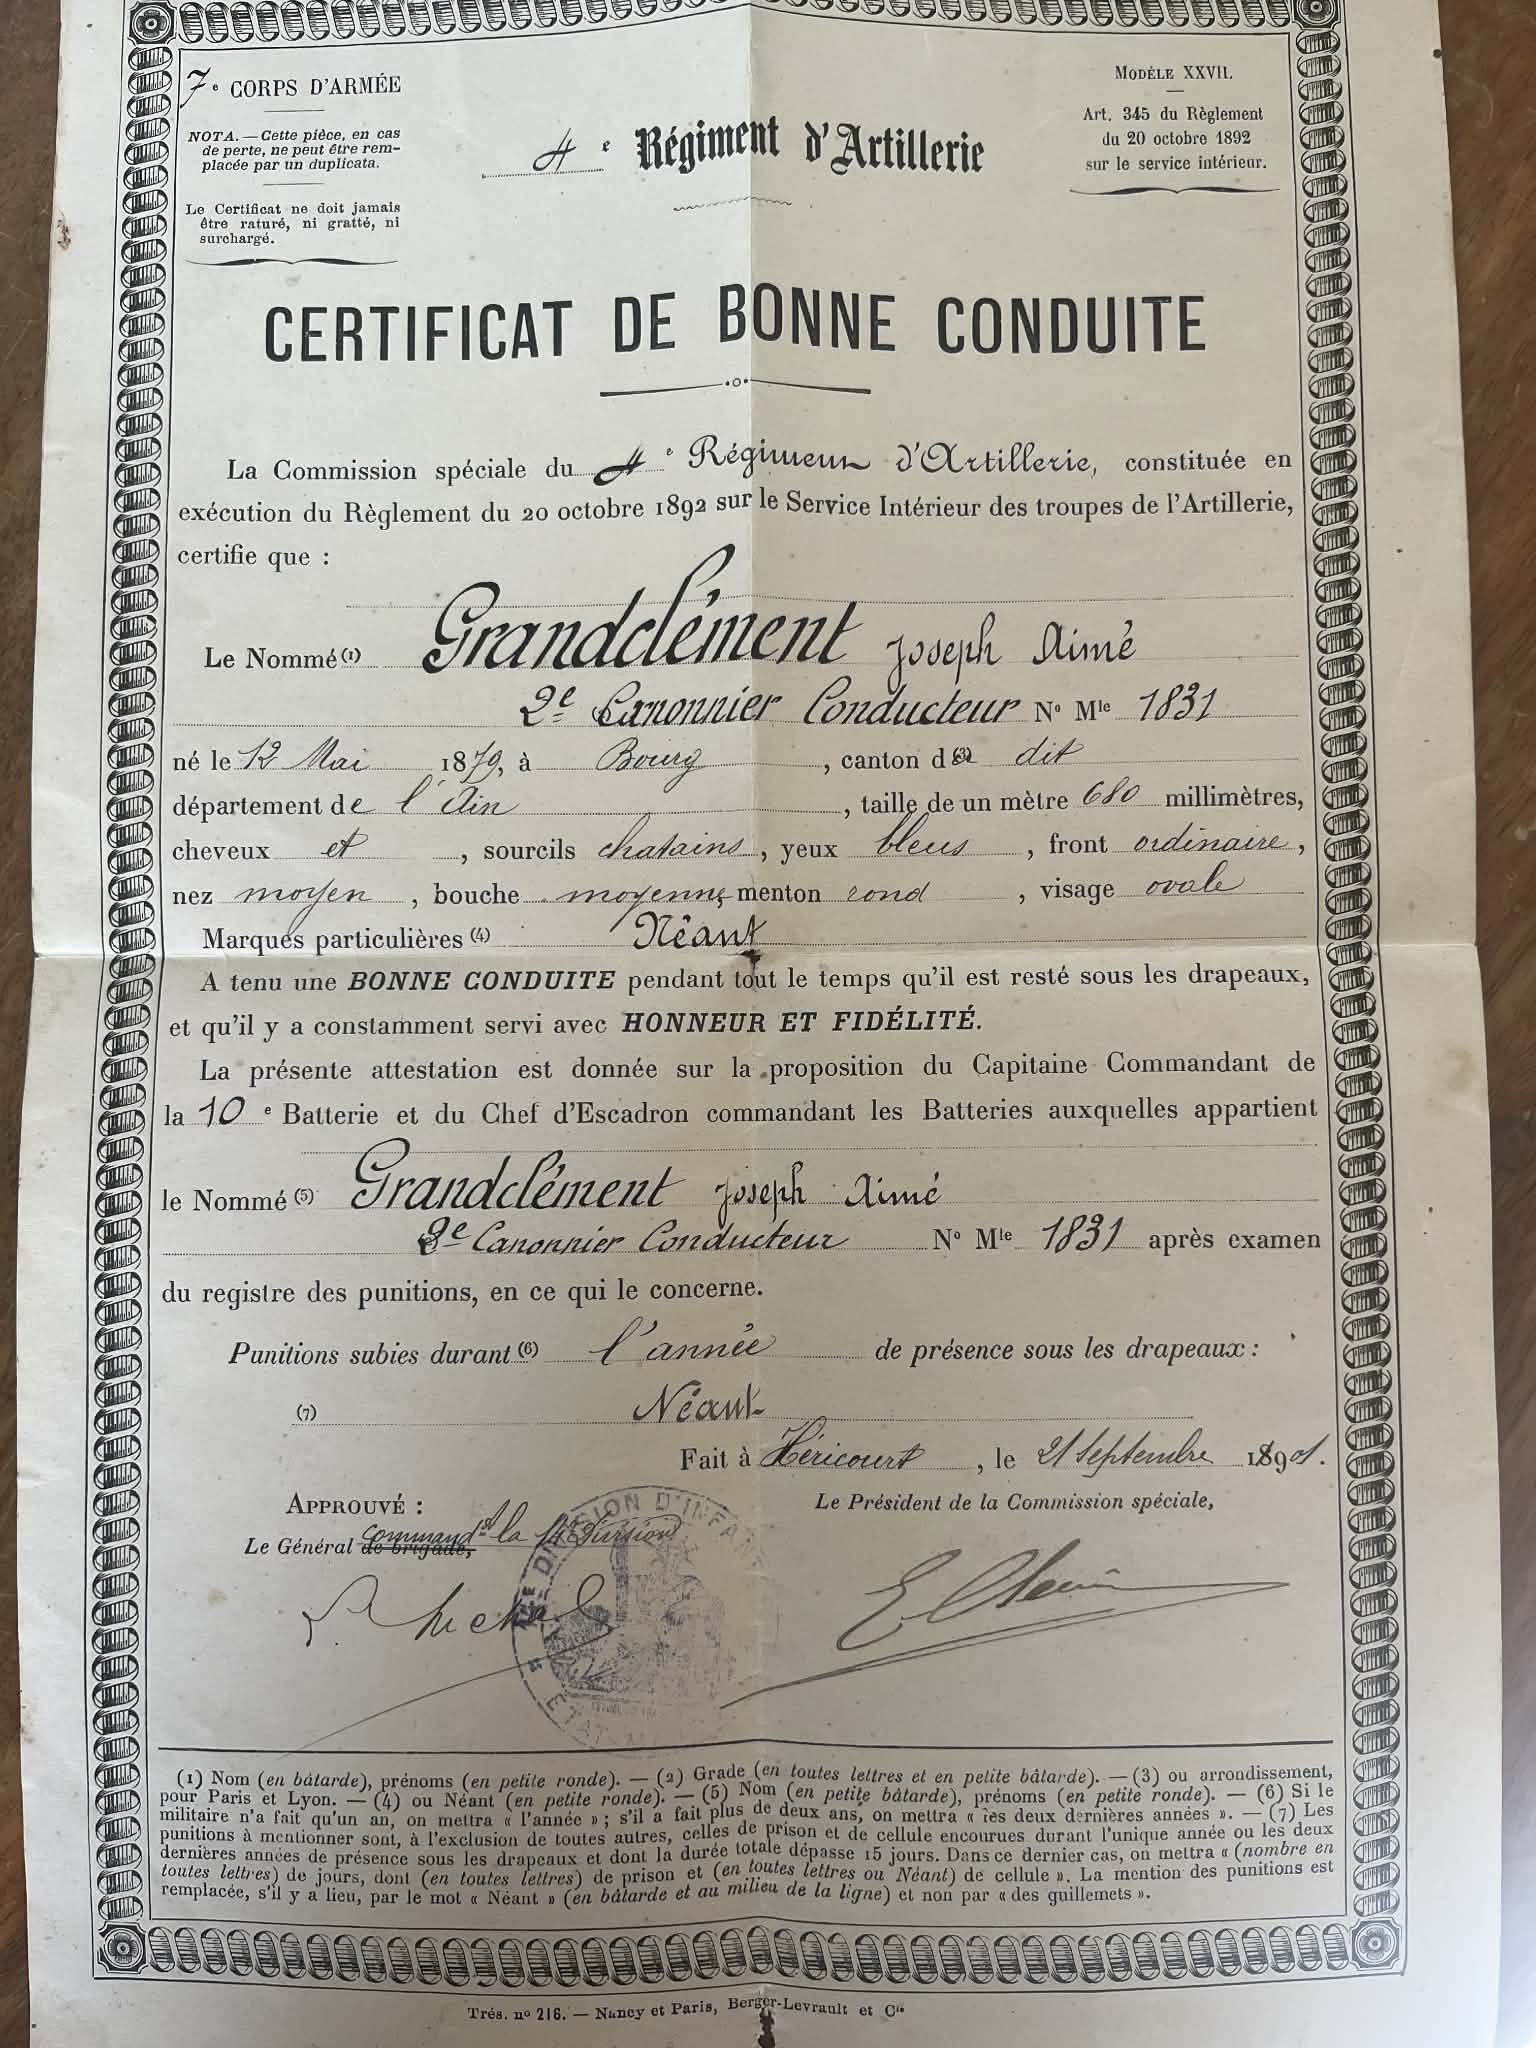 7e CORPS D'ARMÉE
NOTA. — Cette pièce, en cas
de perte, ne peut être rem-
placée par un duplicata.
Le Certificat ne doit jamais
être raturé, ni gratté, ni
surchargé.
4e Régiment d'Artillerie
MODÈLE XXVII.
Art. 345 du Règlement
du 20 octobre 1892
sur le service intérieur.
CERTIFICAT DE BONNE CONDUITE
La Commission spéciale du 4e Régiment d'Artillerie, constituée en
exécution du Règlement du 20 octobre 1892 sur le Service Intérieur des troupes de l'Artillerie,
certifie que :
Le Nommé (1) Grandclément Joseph Aimé
2e Canonnier Conducteur No Mle 1831
né le 12 Mai 1879, à Bourg, canton d (3) dit
département de l'Ain, taille de un mètre 680 millimètres,
cheveux et, sourcils chatains, yeux bleus, front ordinaire,
nez moyen, bouche moyenne, menton rond, visage ovale
Marques particulières (4) Néant
A tenu une BONNE CONDUITE pendant tout le temps qu'il est resté sous les drapeaux,
et qu'il y a constamment servi avec HONNEUR ET FIDÉLITÉ.
La présente attestation est donnée sur la proposition du Capitaine Commandant de
la 10e Batterie et du Chef d'Escadron commandant les Batteries auxquelles appartient
le Nommé (5) Grandclément Joseph Aimé
2e Canonnier Conducteur No Mle 1831 après examen
du registre des punitions, en ce qui le concerne.
Punitions subies durant (6) l'année de présence sous les drapeaux :
(7) Néant
Fait à Héricourt, le 21 Septembre 1901.
APPROUVÉ :
Le Président de la Commission spéciale,
Le Général de brigade, commandt la 14e Division
DIVISION D'INFA
ETAT
(1) Nom (en bâtarde), prénoms (en petite ronde). — (2) Grade (en toutes lettres et en petite bâtarde). — (3) ou arrondissement,
pour Paris et Lyon. — (4) ou Néant (en petite ronde). — (5) Nom (en petite bâtarde), prénoms (en petite ronde). — (6) Si le
militaire n'a fait qu'un an, on mettra « l'année » ; s'il a fait plus de deux ans, on mettra « les deux dernières années ». — (7) Les
punitions à mentionner sont, à l'exclusion de toutes autres, celles de prison et de cellule encourues durant l'unique année ou les deux
dernières années de présence sous les drapeaux et dont la durée totale dépasse 15 jours. Dans ce dernier cas, on mettra « (nombre en
toutes lettres) de jours, dont (en toutes lettres) de prison et (en toutes lettres ou Néant) de cellule ». La mention des punitions est
remplacée, s'il y a lieu, par le mot « Néant » (en bâtarde et au milieu de la ligne) et non par « des guillemets ».
Trés. no 216. — Nancy et Paris, Berger-Levrault et Cie